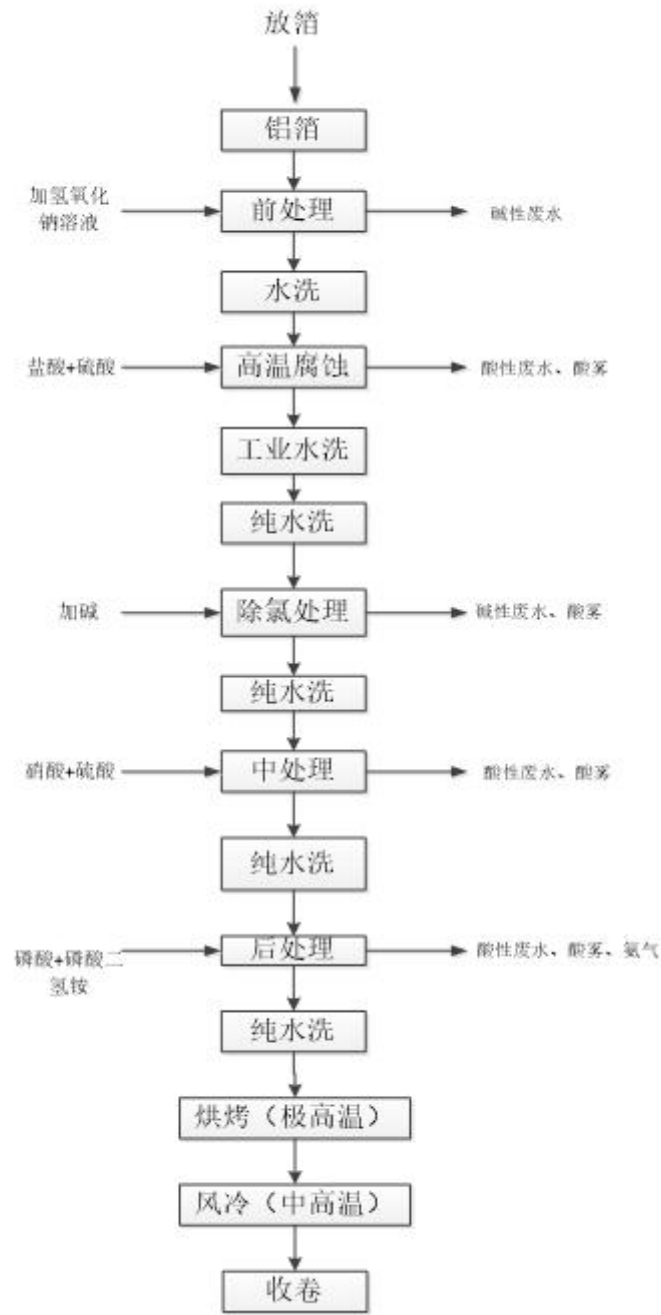 放箔
铝箔
加氢氧化
钠溶液
前处理
碱性废水
水洗
盐酸+硫酸
高温腐蚀
酸性废水、酸雾
工业水洗
纯水洗
加碱
除氯处理
碱性废水、酸雾
纯水洗
硝酸+硫酸
中处理
酸性废水、酸雾
纯水洗
磷酸+磷酸二
氢铵
后处理
酸性废水、酸雾、氨气
纯水洗
烘烤（极高温）
风冷（中高温）
收卷